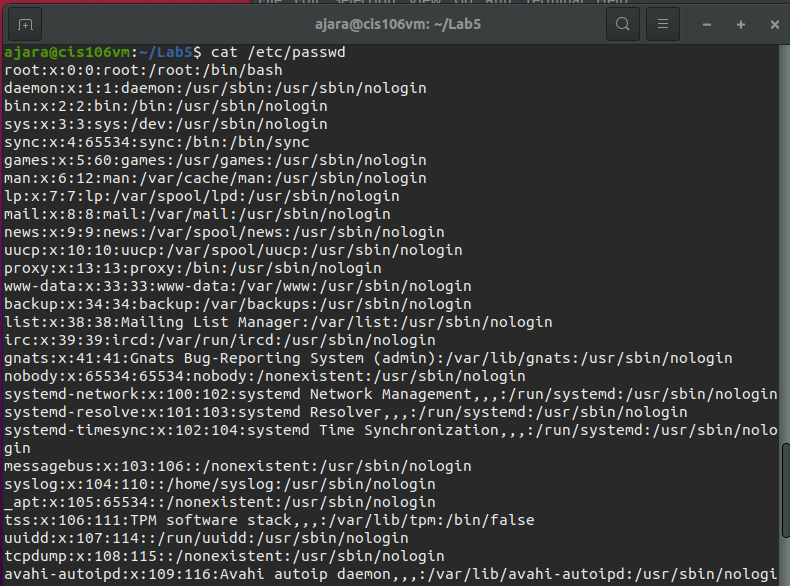 ajara@cis106vm: ~/Lab5
ajara@cis106vm:~/Lab5$ cat /etc/passwd
root:x:0:0:root:/root:/bin/bash
daemon:x:1:1:daemon:/usr/sbin:/usr/sbin/nologin
bin:x:2:2:bin:/bin:/usr/sbin/nologin
sys:x:3:3:sys:/dev:/usr/sbin/nologin
sync:x:4:65534:sync:/bin:/bin/sync
games:x:5:60:games:/usr/games:/usr/sbin/nologin
man:x:6:12:man:/var/cache/man:/usr/sbin/nologin
lp:x:7:7:lp:/var/spool/lpd:/usr/sbin/nologin
mail:x:8:8:mail:/var/mail:/usr/sbin/nologin
news:x:9:9:news:/var/spool/news:/usr/sbin/nologin
uucp:x:10:10:uucp:/var/spool/uucp:/usr/sbin/nologin
proxy:x:13:13:proxy:/bin:/usr/sbin/nologin
www-data:x:33:33:www-data:/var/www:/usr/sbin/nologin
backup:x:34:34:backup:/var/backups:/usr/sbin/nologin
list:x:38:38:Mailing List Manager:/var/list:/usr/sbin/nologin
irc:x:39:39:ircd:/var/run/ircd:/usr/sbin/nologin
gnats:x:41:41:Gnats Bug-Reporting System (admin):/var/lib/gnats:/usr/sbin/nologin
nobody:x:65534:65534:nobody:/nonexistent:/usr/sbin/nologin
systemd-network:x:100:102:systemd Network Management,,,:/run/systemd:/usr/sbin/nologin
systemd-resolve:x:101:103:systemd Resolver,,,:/run/systemd:/usr/sbin/nologin
systemd-timesync:x:102:104:systemd Time Synchronization,,,:/run/systemd:/usr/sbin/nolo
gin
messagebus:x:103:106::/nonexistent:/usr/sbin/nologin
syslog:x:104:110::/home/syslog:/usr/sbin/nologin
_apt:x:105:65534::/nonexistent:/usr/sbin/nologin
tss:x:106:111:TPM software stack,,,:/var/lib/tpm:/bin/false
uuidd:x:107:114::/run/uuidd:/usr/sbin/nologin
tcpdump:x:108:115::/nonexistent:/usr/sbin/nologin
avahi-autoipd:x:109:116:Avahi autoip daemon,,,:/var/lib/avahi-autoipd:/usr/sbin/nologi